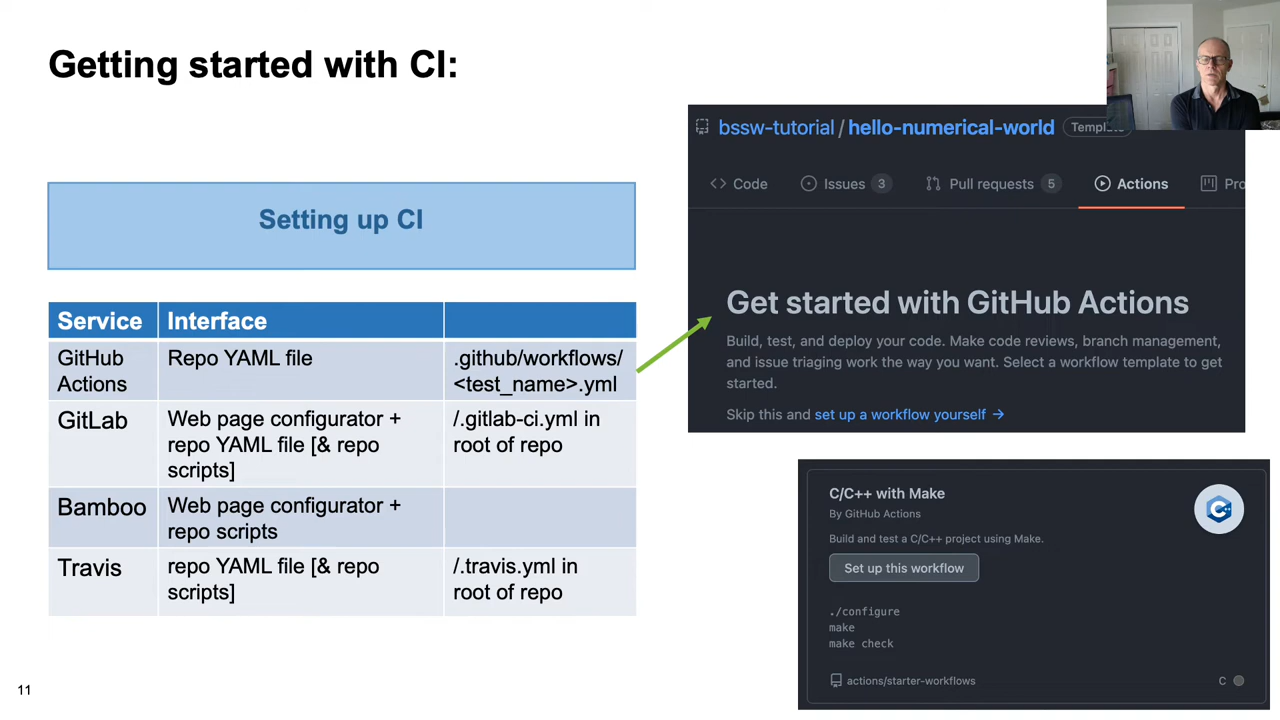 Getting started with CI:
Setting up CI
Service Interface
GitHub Actions Repo YAML file .github/workflows/<test_name>.yml
GitLab Web page configurator + repo YAML file [& repo scripts] /.gitlab-ci.yml in root of repo
Bamboo Web page configurator + repo scripts
Travis repo YAML file [& repo scripts] /.travis.yml in root of repo
bssw-tutorial / hello-numerical-world Template
Code Issues 3 Pull requests 5 Actions Pro
Get started with GitHub Actions
Build, test, and deploy your code. Make code reviews, branch management,
and issue triaging work the way you want. Select a workflow template to get
started.
Skip this and set up a workflow yourself →
C/C++ with Make
By GitHub Actions
Build and test a C/C++ project using Make.
Set up this workflow
./configure
make
make check
actions/starter-workflows C
11